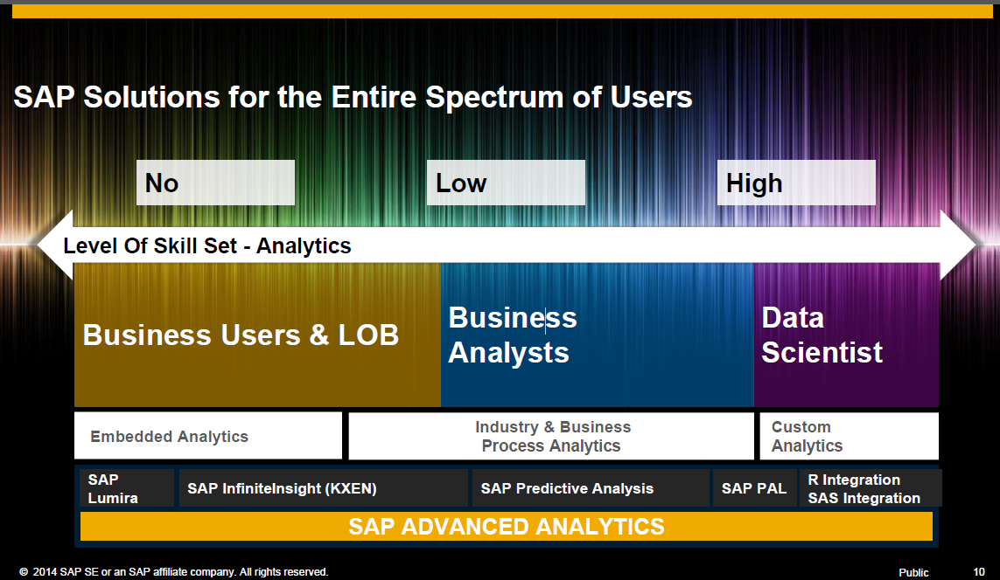 SAP Solutions for the Entire Spectrum of Users
No
Low
High
Level Of Skill Set - Analytics
Business Users & LOB
Business
Analysts
Data
Scientist
Embedded Analytics
Industry & Business
Process Analytics
Custom
Analytics
SAP
Lumira
SAP InfiniteInsight (KXEN)
SAP Predictive Analysis
SAP PAL
R Integration
SAS Integration
SAP ADVANCED ANALYTICS
© 2014 SAP SE or an SAP affiliate company. All rights reserved.
Public
10